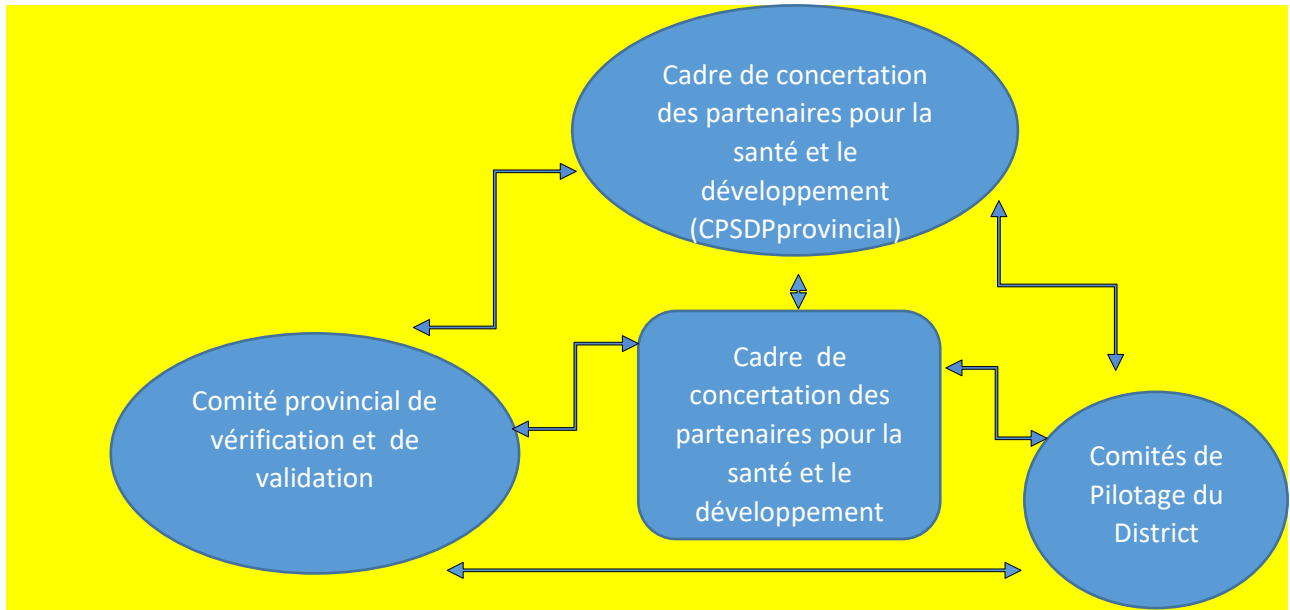 Cadre de concertation
des partenaires pour la
santé et le
développement
(CPSDPprovincial)
Comité provincial de
vérification et de
validation
Cadre de
concertation des
partenaires pour la
santé et le
développement
Comités de
Pilotage du
District